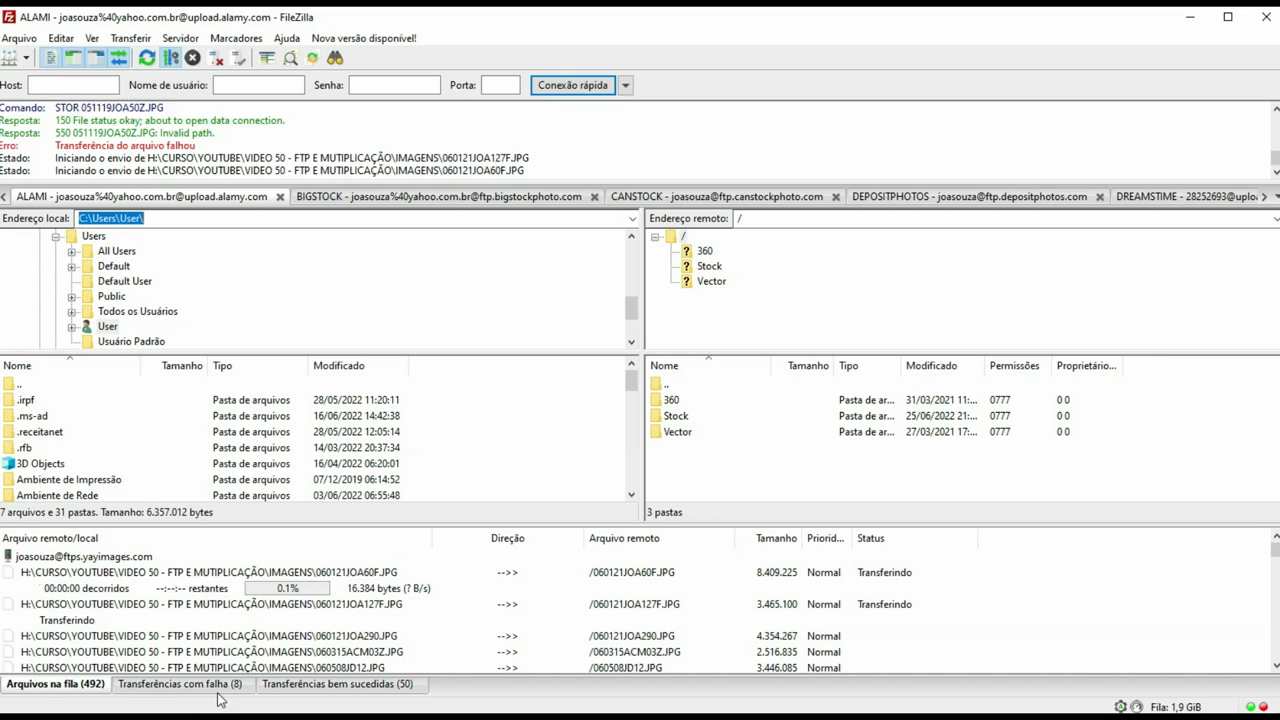 ALAMI - joasouza%40yahoo.com.br@upload.alamy.com - FileZilla
Arquivo Editar Ver Transferir Servidor Marcadores Ajuda Nova versão disponível!
Host: Nome de usuário: Senha: Porta: Conexão rápida
Comando: STOR 051119JOA50Z.JPG
Resposta: 150 File status okay; about to open data connection.
Resposta: 550 051119JOA50Z.JPG: Invalid path.
Erro: Transferência do arquivo falhou
Estado: Iniciando o envio de H:\CURSO\YOUTUBE\VIDEO 50 - FTP E MUTIPLICAÇÃO\IMAGENS\060121JOA127F.JPG
Estado: Iniciando o envio de H:\CURSO\YOUTUBE\VIDEO 50 - FTP E MUTIPLICAÇÃO\IMAGENS\060121JOA60F.JPG
ALAMI - joasouza%40yahoo.com.br@upload.alamy.com BIGSTOCK - joasouza%40yahoo.com.br@ftp.bigstockphoto.com CANSTOCK - joasouza@ftp.canstockphoto.com DEPOSITPHOTOS - joasouza@ftp.depositphotos.com DREAMSTIME - 28252693@uploa
Endereço local: C:\Users\User\ Endereço remoto: /
Users
All Users
Default
Default User
Public
Todos os Usuários
User
Usuário Padrão
/
360
Stock
Vector
Nome Tamanho Tipo Modificado
..
.irpf Pasta de arquivos 28/05/2022 11:20:11
.ms-ad Pasta de arquivos 16/06/2022 14:42:38
.receitanet Pasta de arquivos 28/05/2022 12:05:14
.rfb Pasta de arquivos 14/03/2022 20:37:34
3D Objects Pasta de arquivos 16/04/2022 06:20:01
Ambiente de Impressão Pasta de arquivos 07/12/2019 06:14:52
Ambiente de Rede Pasta de arquivos 03/06/2022 06:55:48
7 arquivos e 31 pastas. Tamanho: 6.357.012 bytes
Nome Tamanho Tipo Modificado Permissões Proprietário...
..
360 Pasta de ar... 31/03/2021 11:... 0777 0 0
Stock Pasta de ar... 25/06/2022 21:... 0777 0 0
Vector Pasta de ar... 27/03/2021 17:... 0777 0 0
3 pastas
Arquivo remoto/local Direção Arquivo remoto Tamanho Priorid... Status
joasouza@ftps.yayimages.com
H:\CURSO\YOUTUBE\VIDEO 50 - FTP E MUTIPLICAÇÃO\IMAGENS\060121JOA60F.JPG -->> /060121JOA60F.JPG 8.409.225 Normal Transferindo
00:00:00 decorridos --:--:-- restantes 0.1% 16.384 bytes (? B/s)
H:\CURSO\YOUTUBE\VIDEO 50 - FTP E MUTIPLICAÇÃO\IMAGENS\060121JOA127F.JPG -->> /060121JOA127F.JPG 3.465.100 Normal Transferindo
Transferindo
H:\CURSO\YOUTUBE\VIDEO 50 - FTP E MUTIPLICAÇÃO\IMAGENS\060121JOA290.JPG -->> /060121JOA290.JPG 4.354.267 Normal
H:\CURSO\YOUTUBE\VIDEO 50 - FTP E MUTIPLICAÇÃO\IMAGENS\060315ACM03Z.JPG -->> /060315ACM03Z.JPG 2.516.835 Normal
H:\CURSO\YOUTUBE\VIDEO 50 - FTP E MUTIPLICAÇÃO\IMAGENS\060508JD12.JPG -->> /060508JD12.JPG 3.446.085 Normal
Arquivos na fila (492) Transferências com falha (8) Transferências bem sucedidas (50)
Fila: 1,9 GiB